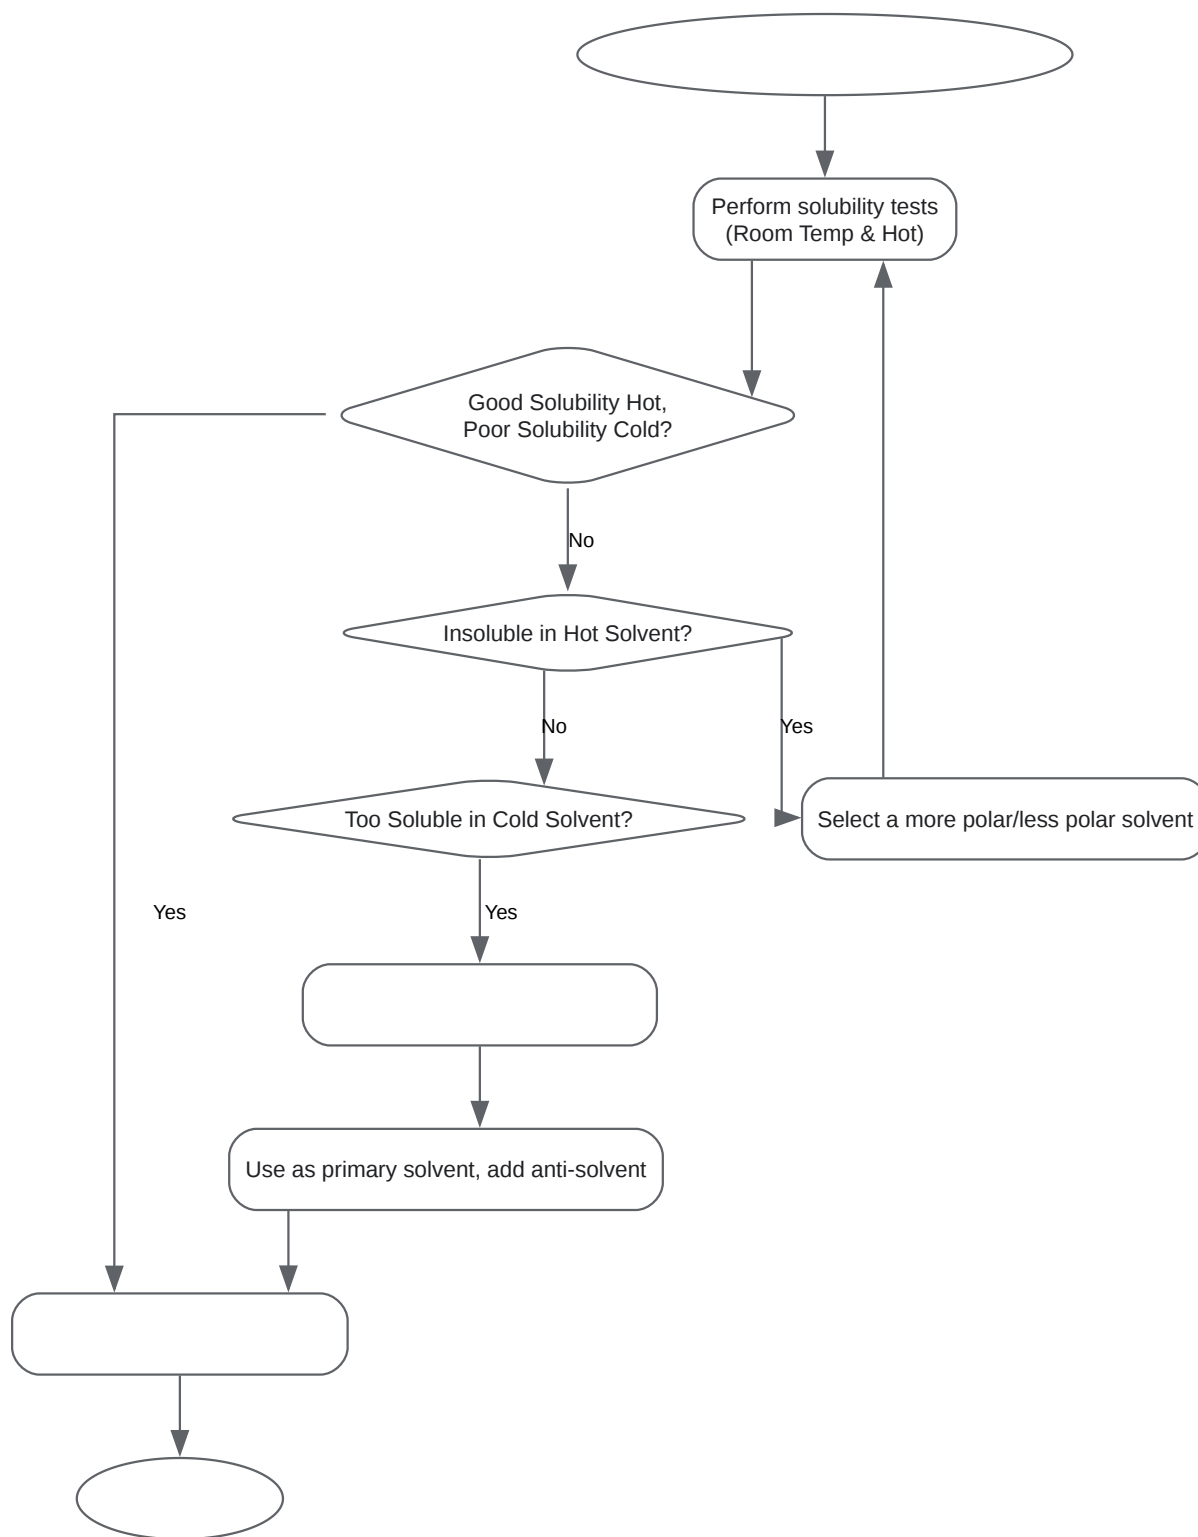 Perform solubility tests
(Room Temp & Hot)
Good Solubility Hot,
Poor Solubility Cold?
No
Insoluble in Hot Solvent?
No
Yes
Too Soluble in Cold Solvent?
Select a more polar/less polar solvent
Yes
Yes
Use as primary solvent, add anti-solvent